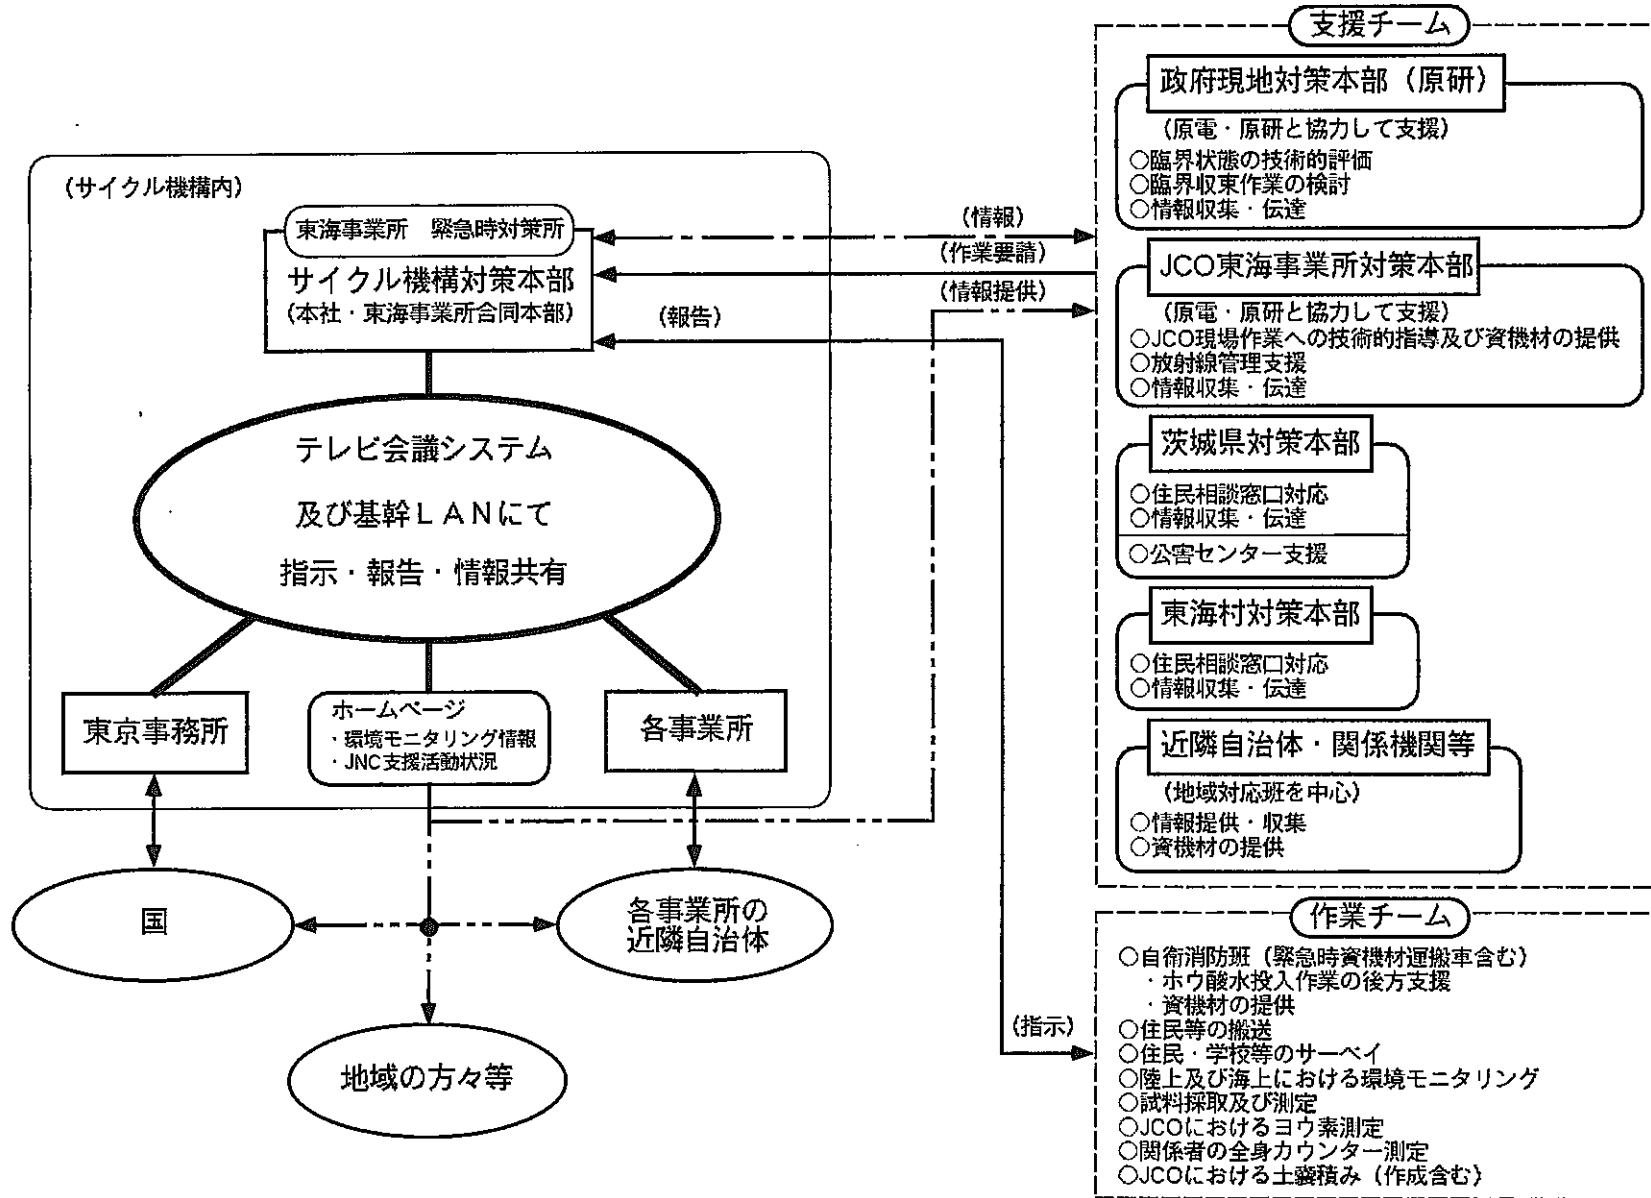 (サイクル機構内)
東海事業所 緊急時対策所
サイクル機構対策本部
(本社・東海事業所合同本部)
テレビ会議システム
及び基幹LANにて
指示・報告・情報共有
東京事務所
ホームページ
・環境モニタリング情報
・JNC支援活動状況
各事業所
国
各事業所の
近隣自治体
地域の方々等
(情報)
(作業要請)
(情報提供)
(報告)
(指示)
支援チーム
政府現地対策本部(原研)
(原電・原研と協力して支援)
○臨界状態の技術的評価
○臨界収束作業の検討
○情報収集・伝達
JCO東海事業所対策本部
(原電・原研と協力して支援)
○JCO現場作業への技術的指導及び資機材の提供
○放射線管理支援
○情報収集・伝達
茨城県対策本部
○住民相談窓口対応
○情報収集・伝達
○公害センター支援
東海村対策本部
○住民相談窓口対応
○情報収集・伝達
近隣自治体・関係機関等
(地域対応班を中心)
○情報提供・収集
○資機材の提供
作業チーム
○自衛消防班(緊急時資機材運搬車含む)
・ホウ酸水投入作業の後方支援
・資機材の提供
○住民等の搬送
○住民・学校等のサーベイ
○陸上及び海上における環境モニタリング
○試料採取及び測定
○JCOにおけるヨウ素測定
○関係者の全身カウンター測定
○JCOにおける土嚢積み(作成含む)